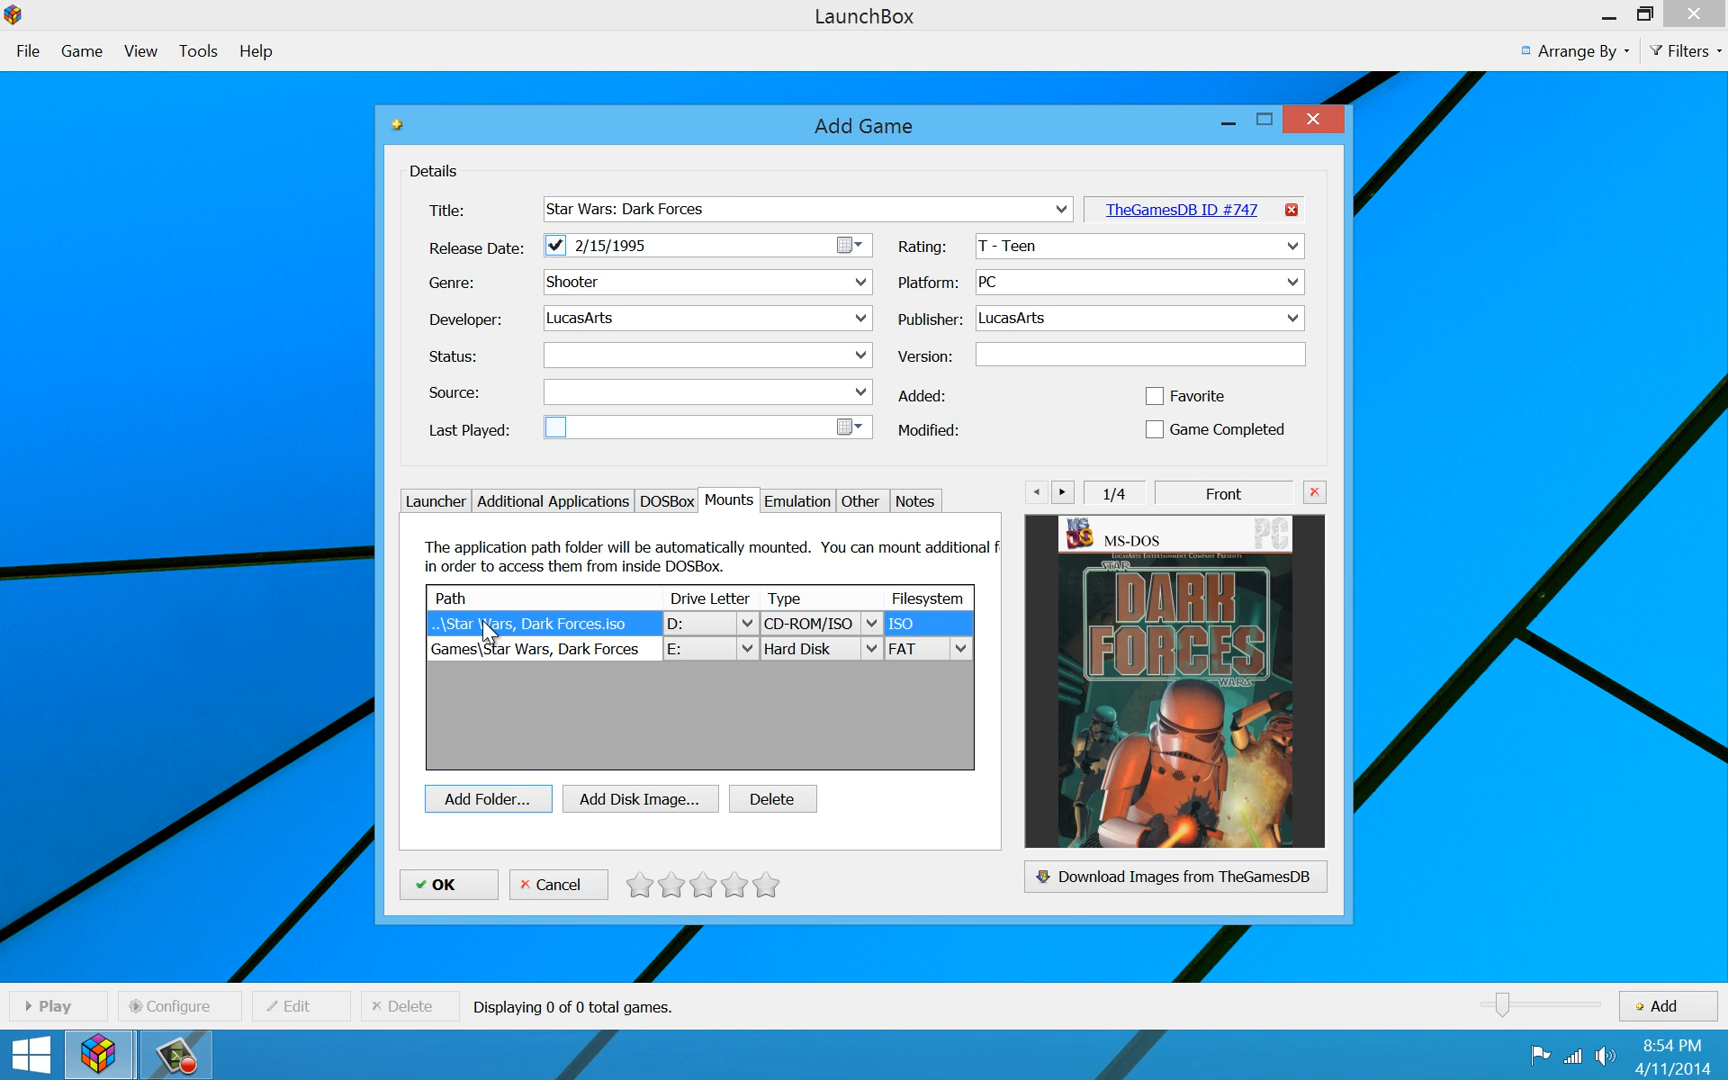 LaunchBox
File Game View Tools Help Arrange By Filters
Add Game
Details
Title: Star Wars: Dark Forces TheGamesDB ID #747
Release Date: 2/15/1995 Rating: T - Teen
Genre: Shooter Platform: PC
Developer: LucasArts Publisher: LucasArts
Status: Version:
Source: Added: Favorite
Last Played: Modified: Game Completed
Launcher Additional Applications DOSBox Mounts Emulation Other Notes
1/4 Front
The application path folder will be automatically mounted. You can mount additional f
in order to access them from inside DOSBox.
Path Drive Letter Type Filesystem
..\Star Wars, Dark Forces.iso D: CD-ROM/ISO ISO
Games\Star Wars, Dark Forces E: Hard Disk FAT
Add Folder... Add Disk Image... Delete
MS-DOS PC
LucasArts Entertainment Company Presents
STAR
DARK
FORCES
WARS
OK Cancel
Download Images from TheGamesDB
Play Configure Edit Delete Displaying 0 of 0 total games. Add
8:54 PM
4/11/2014